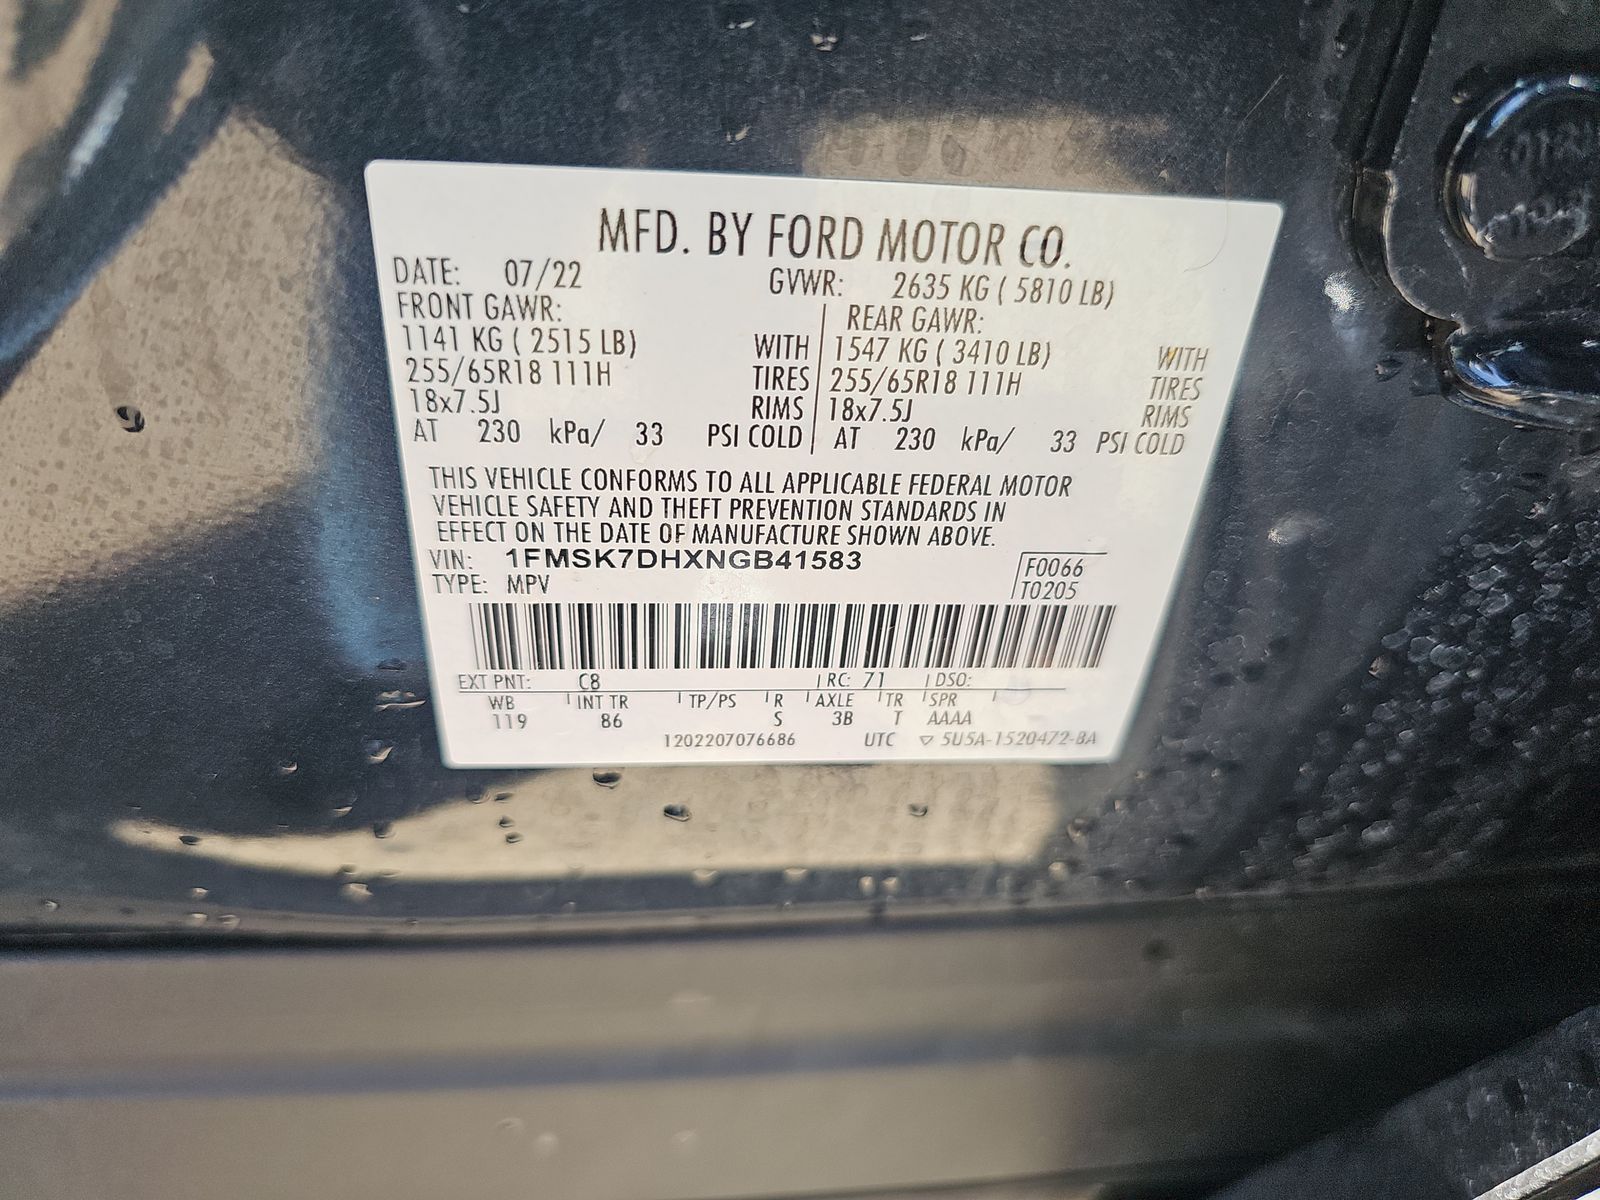 MFD. BY FORD MOTOR CO.
DATE: 07/22 GVWR: 2635 KG ( 5810 LB)
FRONT GAWR: REAR GAWR:
1141 KG ( 2515 LB) WITH 1547 KG ( 3410 LB) WITH
255/65R18 111H TIRES 255/65R18 111H TIRES
18x7.5J RIMS 18x7.5J RIMS
AT 230 kPa/ 33 PSI COLD AT 230 kPa/ 33 PSI COLD
THIS VEHICLE CONFORMS TO ALL APPLICABLE FEDERAL MOTOR
VEHICLE SAFETY AND THEFT PREVENTION STANDARDS IN
EFFECT ON THE DATE OF MANUFACTURE SHOWN ABOVE.
VIN: 1FMSK7DHXNGB41583
F0066
TYPE: MPV
T0205
EXT PNT: C8 RC: 71 DSO:
WB INT TR TP/PS R AXLE TR SPR
119 86 S 3B T AAAA
1202207076686 UTC ▽ 5U5A-1520472-BA